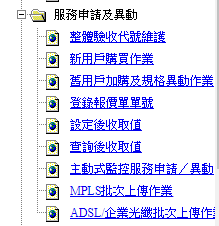 服務申請及異動
整體驗收代號維護
新用戶購買作業
舊用戶加購及規格異動作業
登錄報價單單號
設定後收取值
查詢後收取值
主動式監控服務申請／異動
MPLS批次上傳作業
ADSL/企業光纖批次上傳作